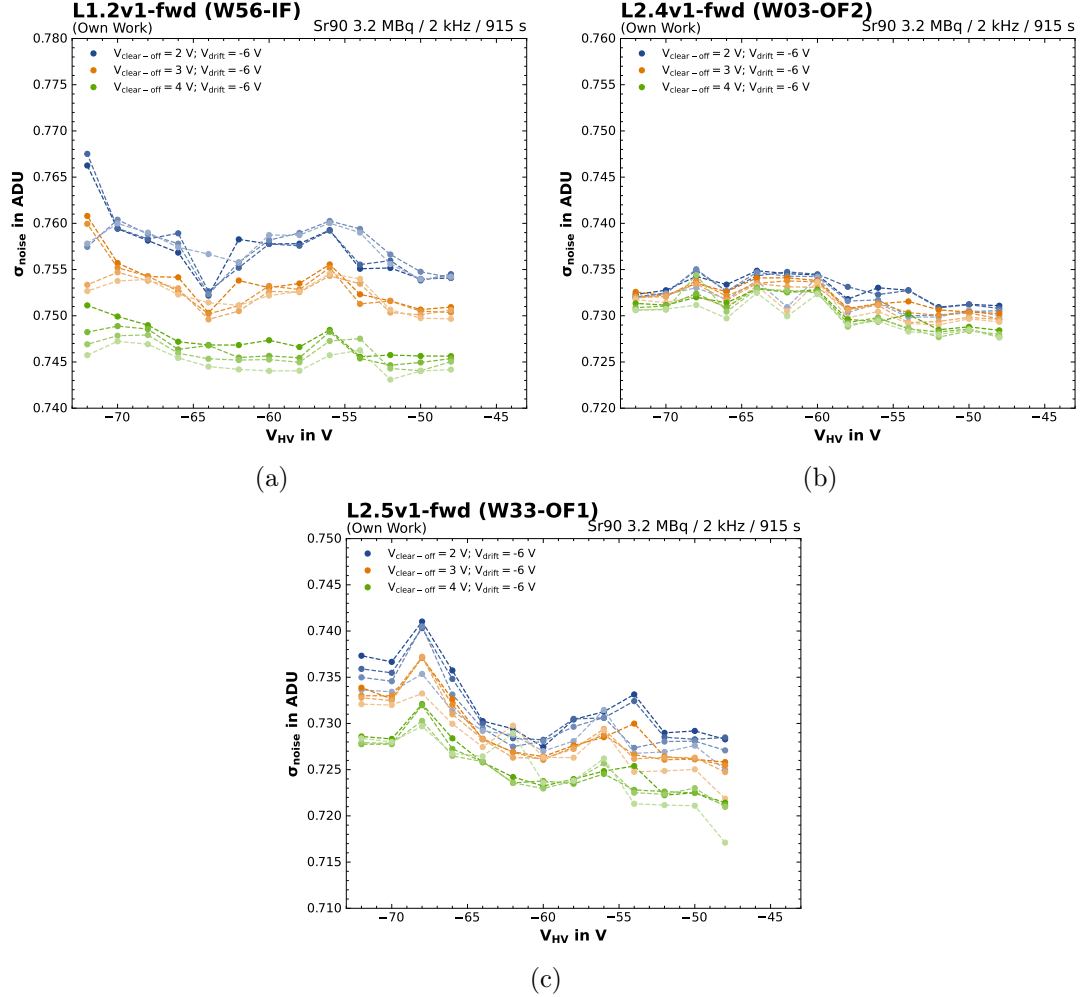 L1.2v1-fwd (W56-IF)
(Own Work)
Sr90 3.2 MBq / 2 kHz / 915 s
V_clear−off = 2 V; V_drift = -6 V
V_clear−off = 3 V; V_drift = -6 V
V_clear−off = 4 V; V_drift = -6 V
0.780
0.775
0.770
0.765
0.760
0.755
0.750
0.745
0.740
σ_noise in ADU
−70 −65 −60 −55 −50 −45
V_HV in V
(a)
L2.4v1-fwd (W03-OF2)
(Own Work)
Sr90 3.2 MBq / 2 kHz / 915 s
V_clear−off = 2 V; V_drift = -6 V
V_clear−off = 3 V; V_drift = -6 V
V_clear−off = 4 V; V_drift = -6 V
0.760
0.755
0.750
0.745
0.740
0.735
0.730
0.725
0.720
σ_noise in ADU
−70 −65 −60 −55 −50 −45
V_HV in V
(b)
L2.5v1-fwd (W33-OF1)
(Own Work)
Sr90 3.2 MBq / 2 kHz / 915 s
V_clear−off = 2 V; V_drift = -6 V
V_clear−off = 3 V; V_drift = -6 V
V_clear−off = 4 V; V_drift = -6 V
0.750
0.745
0.740
0.735
0.730
0.725
0.720
0.715
0.710
σ_noise in ADU
−70 −65 −60 −55 −50 −45
V_HV in V
(c)